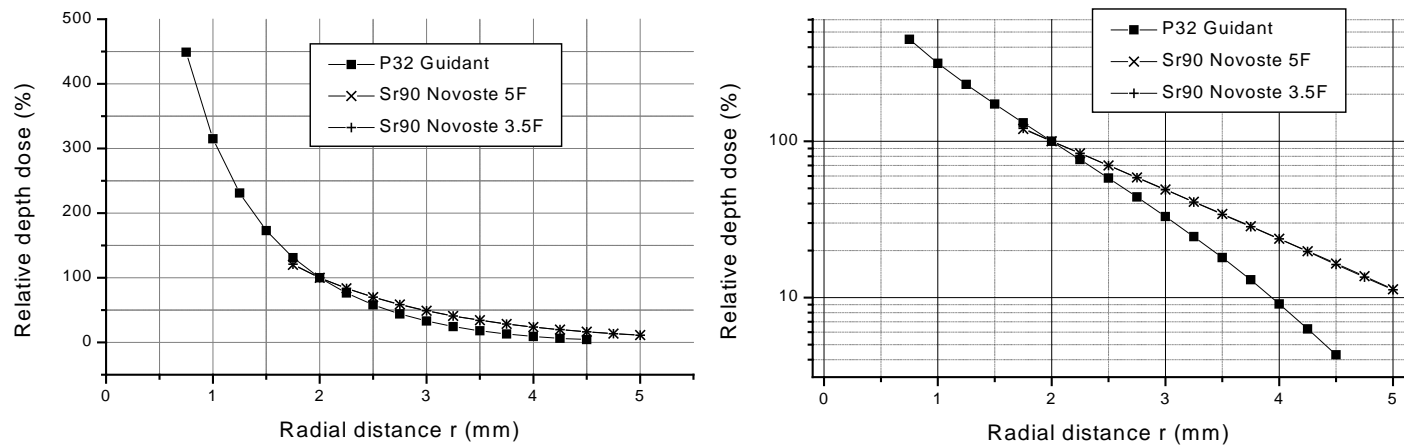 500
400
300
200
100
0
Relative depth dose (%)
P32 Guidant
Sr90 Novoste 5F
Sr90 Novoste 3.5F
0 1 2 3 4 5
Radial distance r (mm)
100
10
Relative depth dose (%)
P32 Guidant
Sr90 Novoste 5F
Sr90 Novoste 3.5F
0 1 2 3 4 5
Radial distance r (mm)